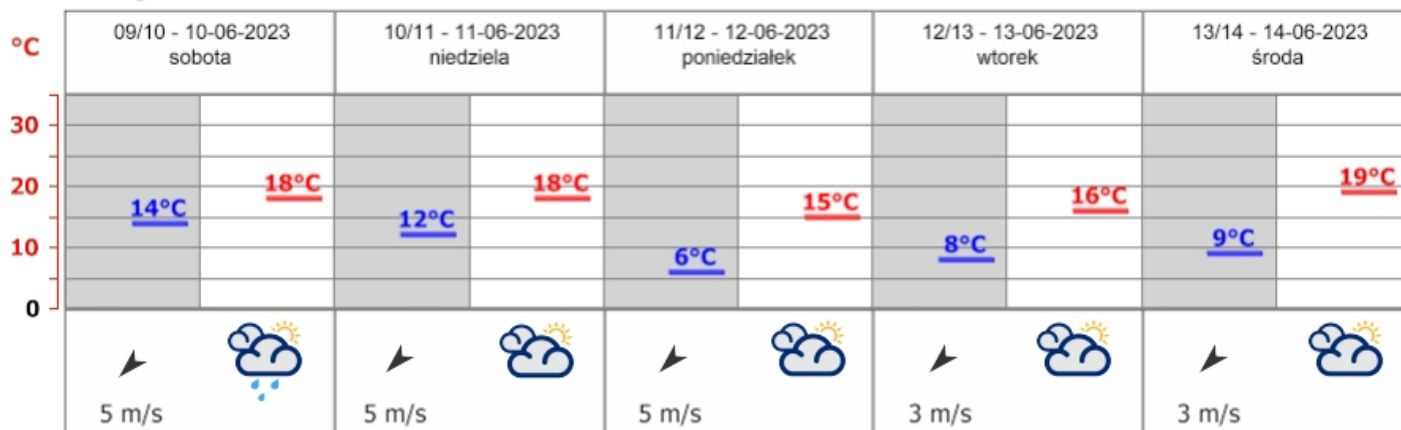 °C
09/10 - 10-06-2023
sobota
10/11 - 11-06-2023
niedziela
11/12 - 12-06-2023
poniedziałek
12/13 - 13-06-2023
wtorek
13/14 - 14-06-2023
środa
30
20
10
0
14°C
18°C
12°C
18°C
6°C
15°C
8°C
16°C
9°C
19°C
5 m/s
5 m/s
5 m/s
3 m/s
3 m/s